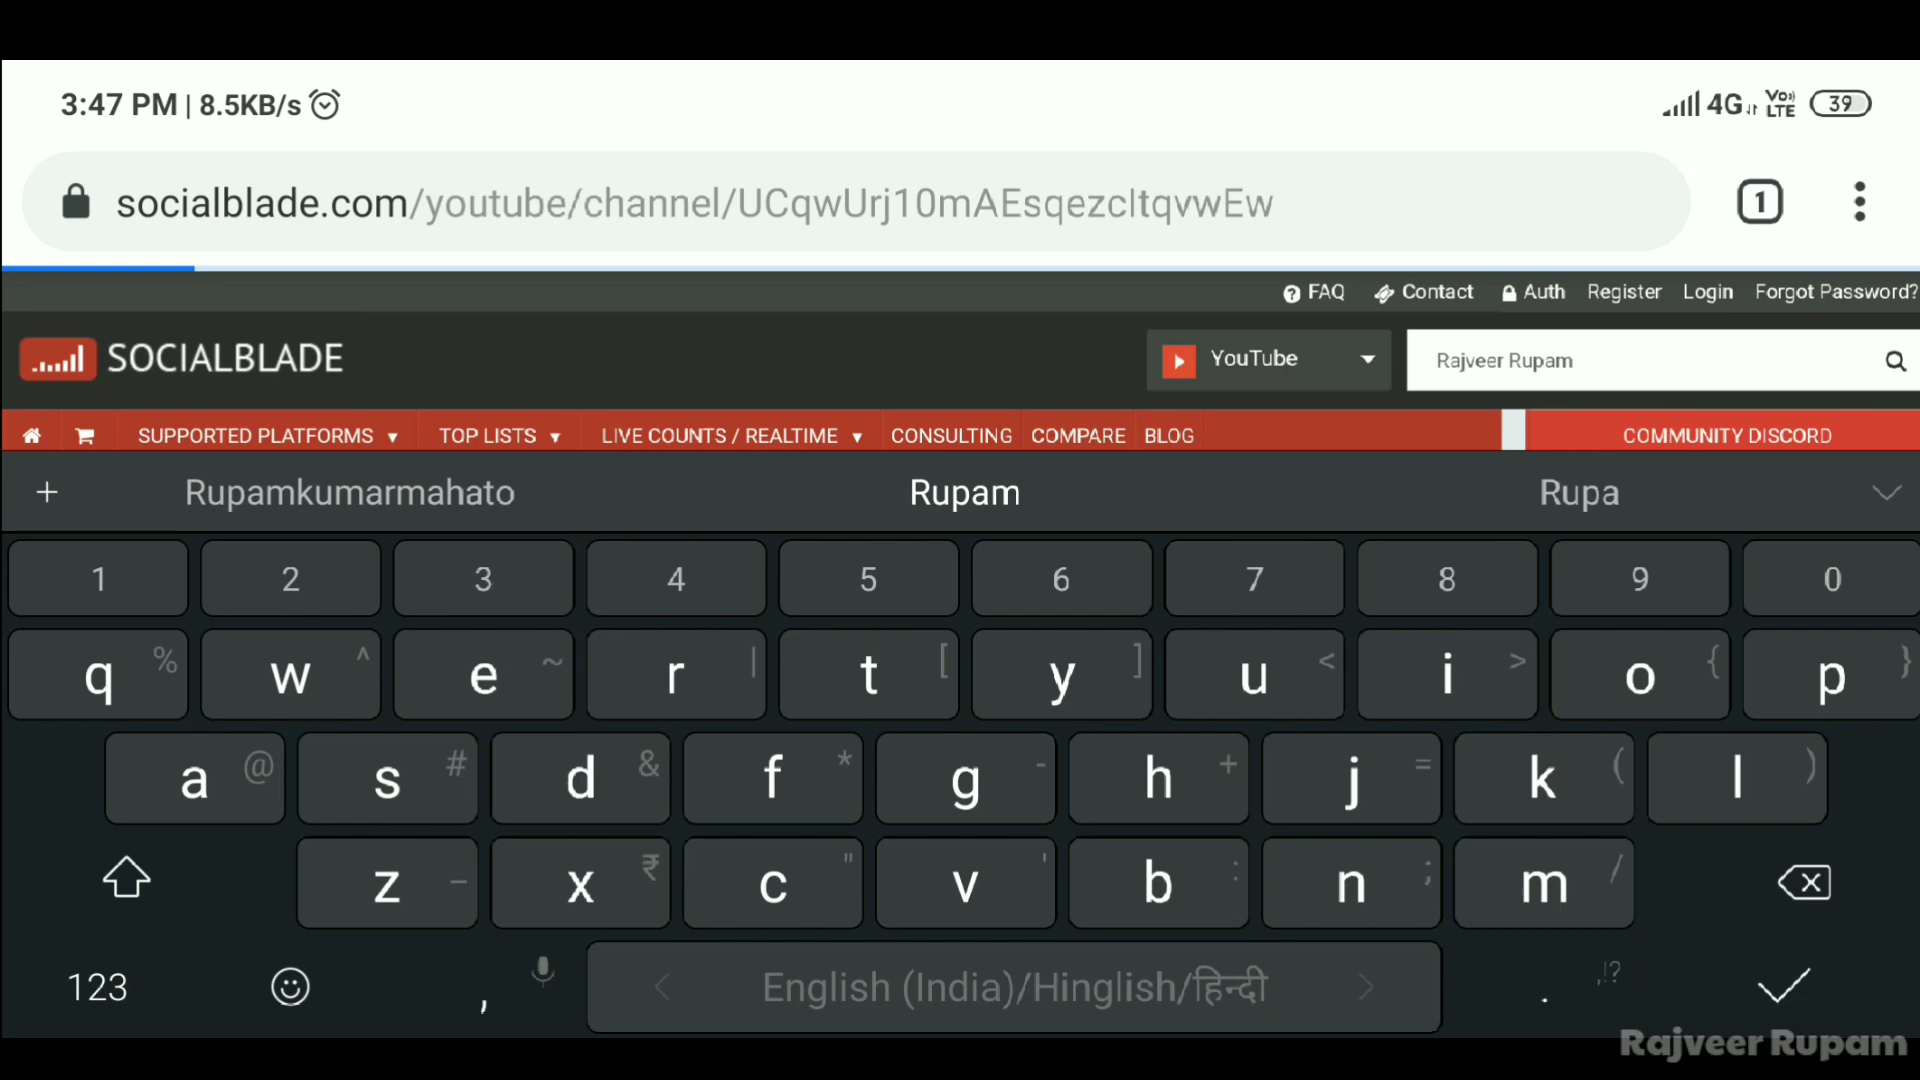 3:47 PM | 8.5KB/s 4G Vo) LTE 39
socialblade.com/youtube/channel/UCqwUrj10mAEsqezcItqvwEw 1
? FAQ Contact Auth Register Login Forgot Password?
SOCIALBLADE YouTube Rajveer Rupam
SUPPORTED PLATFORMS ▼ TOP LISTS ▼ LIVE COUNTS / REALTIME ▼ CONSULTING COMPARE BLOG COMMUNITY DISCORD
+ Rupamkumarmahato Rupam Rupa
1 2 3 4 5 6 7 8 9 0
q % w ^ e ~ r | t [ y ] u < i > o { p }
a @ s # d & f * g - h + j = k ( l )
z _ x ₹ c " v ' b : n ; m /
123 , < English (India)/Hinglish/हिन्दी > . ,!?
Rajveer Rupam